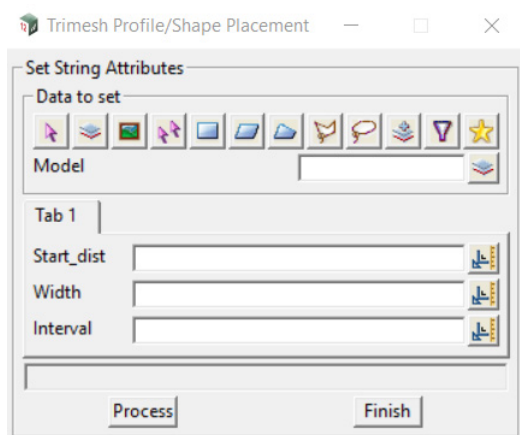 Trimesh Profile/Shape Placement
Set String Attributes
Data to set
Model
Tab 1
Start_dist
Width
Interval
Process Finish